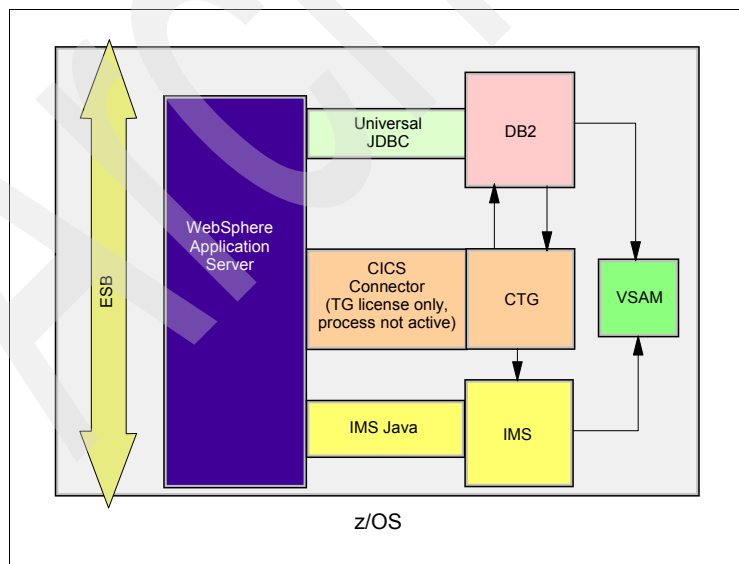 Universal
JDBC
DB2
WebSphere
Application
Server
CICS
Connector
(TG license only,
process not active)
CTG
VSAM
ESB
IMS Java
IMS
z/OS